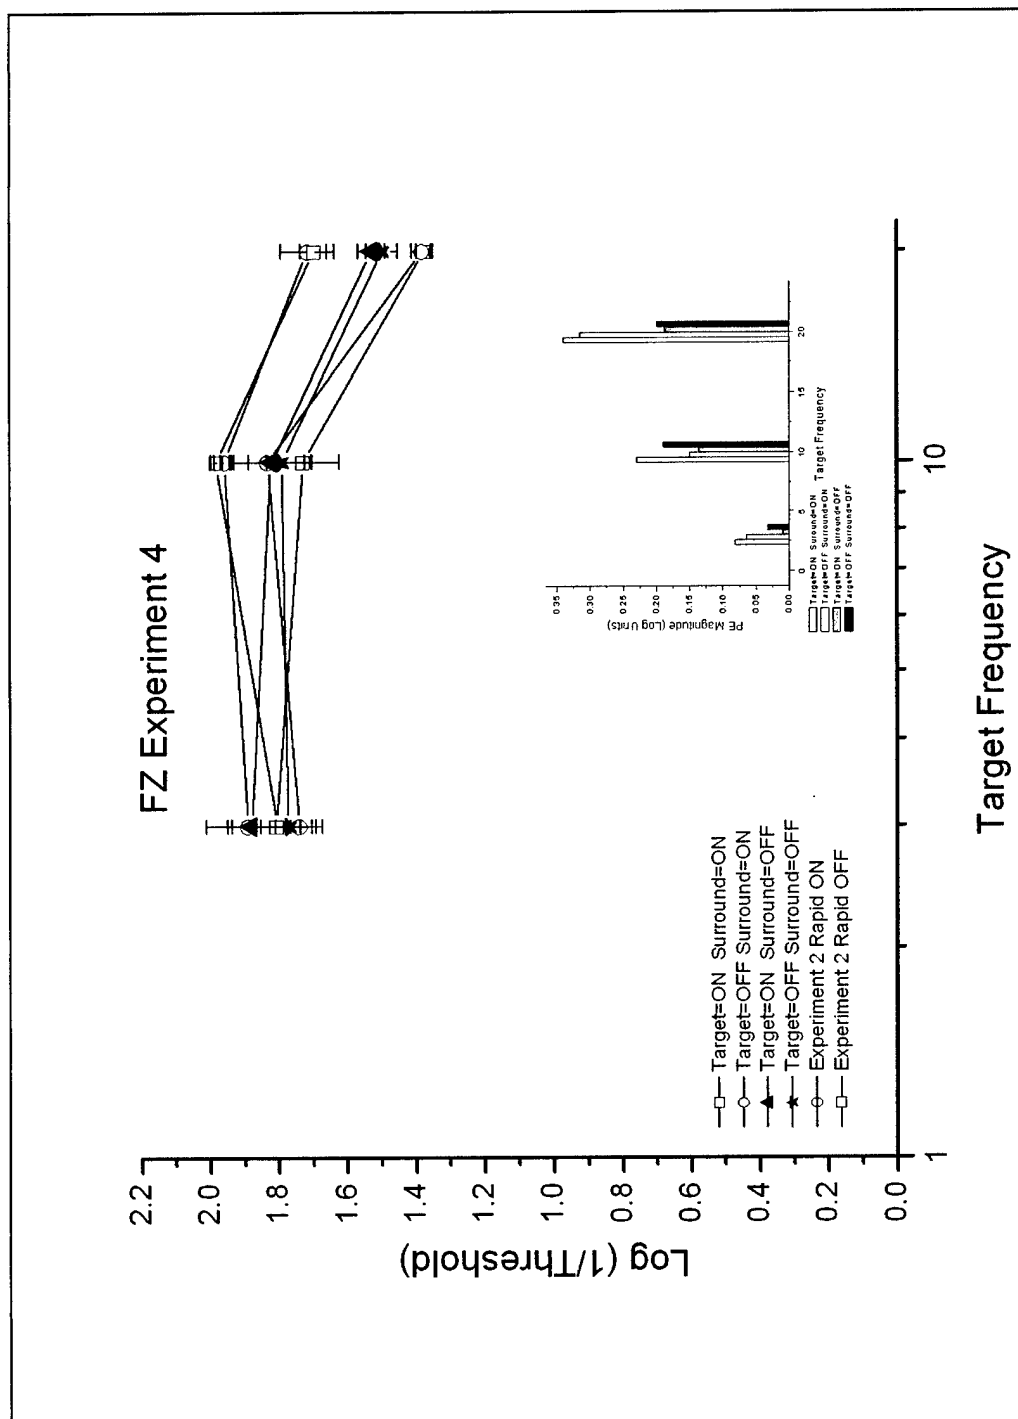 FZ Experiment 4
Log (1/Threshold)
2.2
2.0
1.8
1.6
1.4
1.2
1.0
0.8
0.6
0.4
0.2
0.0
Target=ON Surround=ON
Target=OFF Surround=ON
Target=ON Surround=OFF
Target=OFF Surround=OFF
Experiment 2 Rapid ON
Experiment 2 Rapid OFF
PE Magnitude (Log Units)
0.35
0.30
0.25
0.20
0.15
0.10
0.05
0.00
0
5
10
15
20
Target Frequency
Target=ON Surround=ON
Target=OFF Surround=ON
Target=ON Surround=OFF
Target=OFF Surround=OFF
1
10
Target Frequency